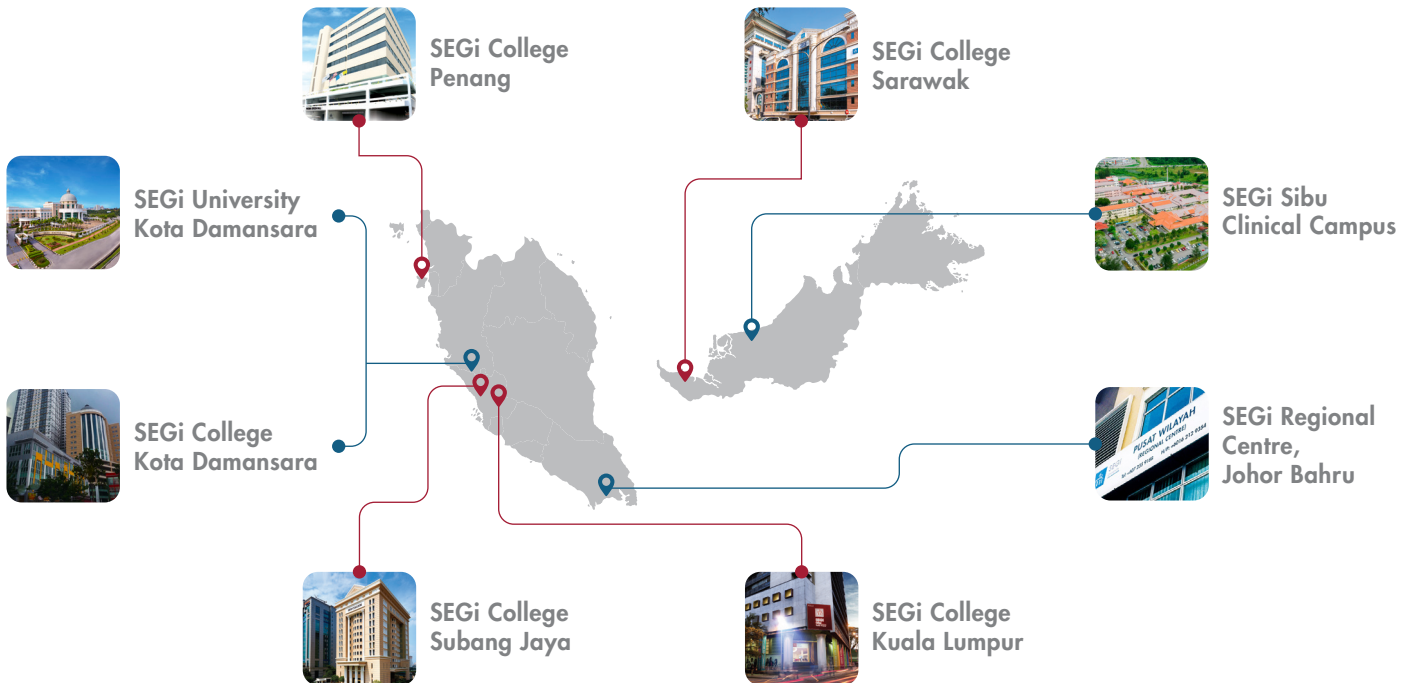 SEGi College
Penang
SEGi College
Sarawak
SEGi University
Kota Damansara
SEGi Sibu
Clinical Campus
SEGi College
Kota Damansara
SEGi Regional
Centre,
Johor Bahru
PUSAT WILAYAH
(REGIONAL CENTRE)
SEGi College
Subang Jaya
SEGi College
Kuala Lumpur